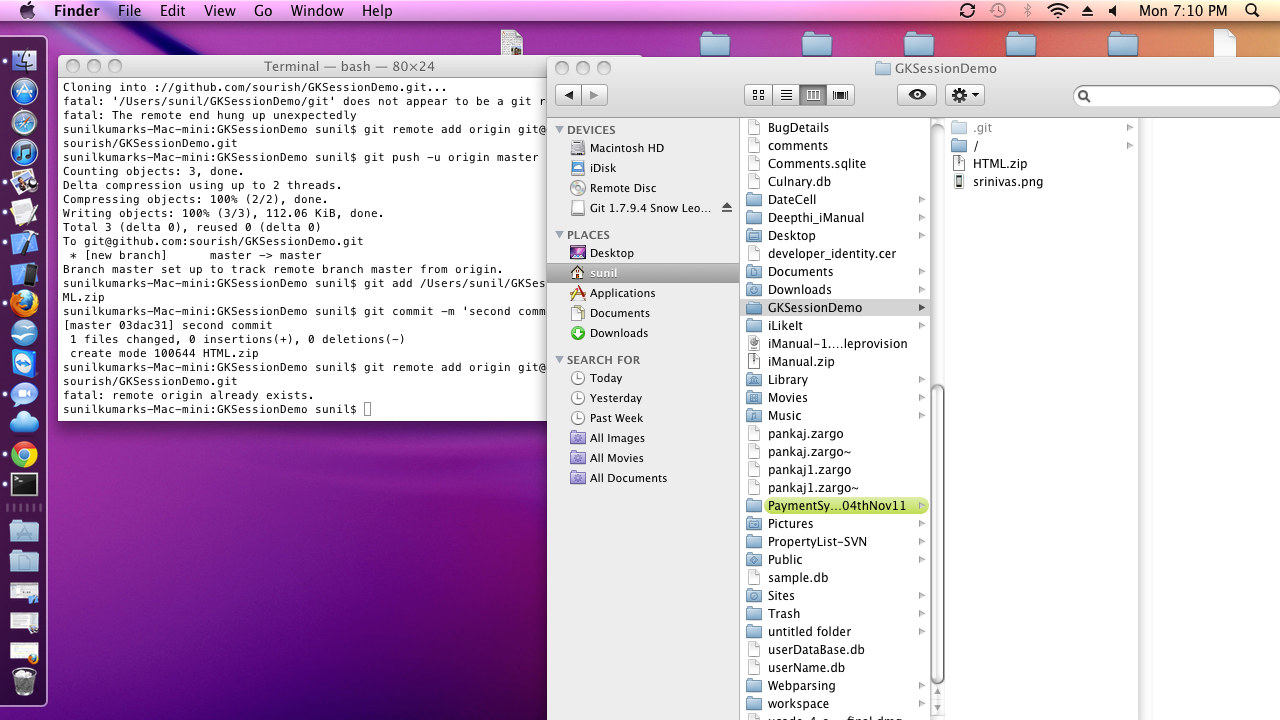 Finder File Edit View Go Window Help
Mon 7:10 PM
Terminal — bash — 80×24
Cloning into ://github.com/sourish/GKSessionDemo.git...
fatal: '/Users/sunil/GKSessionDemo/git' does not appear to be a git r
fatal: The remote end hung up unexpectedly
sunilkumarks-Mac-mini:GKSessionDemo sunil$ git remote add origin git@
sourish/GKSessionDemo.git
sunilkumarks-Mac-mini:GKSessionDemo sunil$ git push -u origin master
Counting objects: 3, done.
Delta compression using up to 2 threads.
Compressing objects: 100% (2/2), done.
Writing objects: 100% (3/3), 112.06 KiB, done.
Total 3 (delta 0), reused 0 (delta 0)
To git@github.com:sourish/GKSessionDemo.git
* [new branch] master -> master
Branch master set up to track remote branch master from origin.
sunilkumarks-Mac-mini:GKSessionDemo sunil$ git add /Users/sunil/GKSes
ML.zip
sunilkumarks-Mac-mini:GKSessionDemo sunil$ git commit -m 'second comm
[master 03dac31] second commit
1 files changed, 0 insertions(+), 0 deletions(-)
create mode 100644 HTML.zip
sunilkumarks-Mac-mini:GKSessionDemo sunil$ git remote add origin git@
sourish/GKSessionDemo.git
fatal: remote origin already exists.
sunilkumarks-Mac-mini:GKSessionDemo sunil$
GKSessionDemo
DEVICES
Macintosh HD
iDisk
Remote Disc
Git 1.7.9.4 Snow Leo...
PLACES
Desktop
sunil
Applications
Documents
Downloads
SEARCH FOR
Today
Yesterday
Past Week
All Images
All Movies
All Documents
BugDetails
comments
Comments.sqlite
Culnary.db
DateCell
Deepthi_iManual
Desktop
developer_identity.cer
Documents
Downloads
GKSessionDemo
iLikeIt
iManual-1....leprovision
iManual.zip
Library
Movies
Music
pankaj.zargo
pankaj.zargo~
pankaj1.zargo
pankaj1.zargo~
PaymentSy...04thNov11
Pictures
PropertyList-SVN
Public
sample.db
Sites
Trash
untitled folder
userDataBase.db
userName.db
Webparsing
workspace
.git
/
HTML.zip
srinivas.png